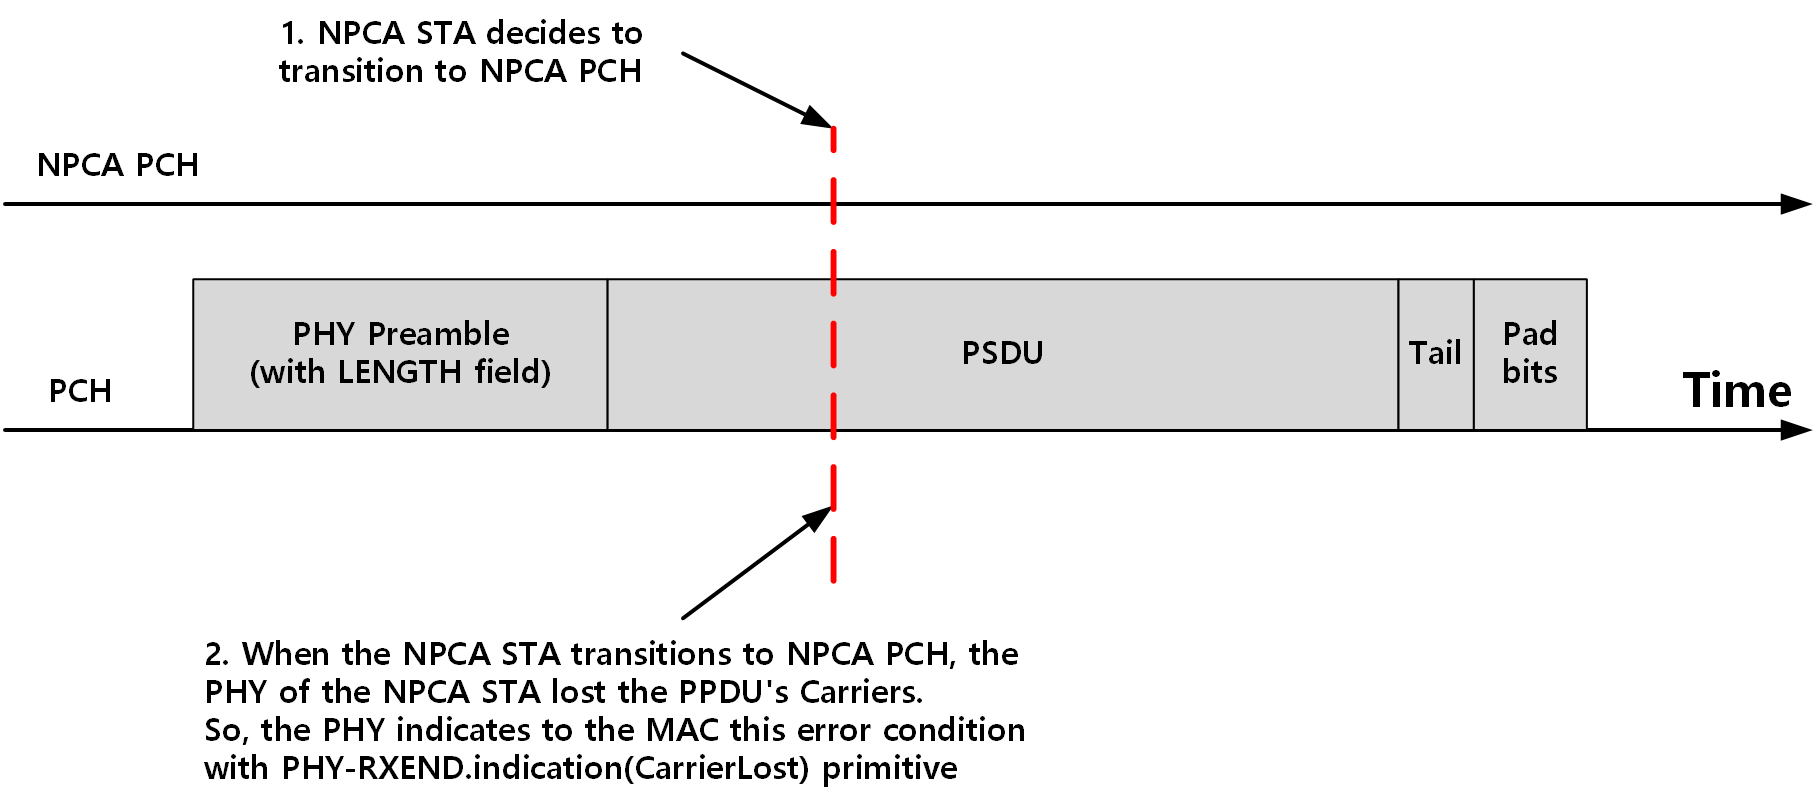 1. NPCA STA decides to
transition to NPCA PCH
NPCA PCH
PHY Preamble
(with LENGTH field)
PSDU
Tail
Pad
bits
PCH
Time
2. When the NPCA STA transitions to NPCA PCH, the
PHY of the NPCA STA lost the PPDU's Carriers.
So, the PHY indicates to the MAC this error condition
with PHY-RXEND.indication(CarrierLost) primitive